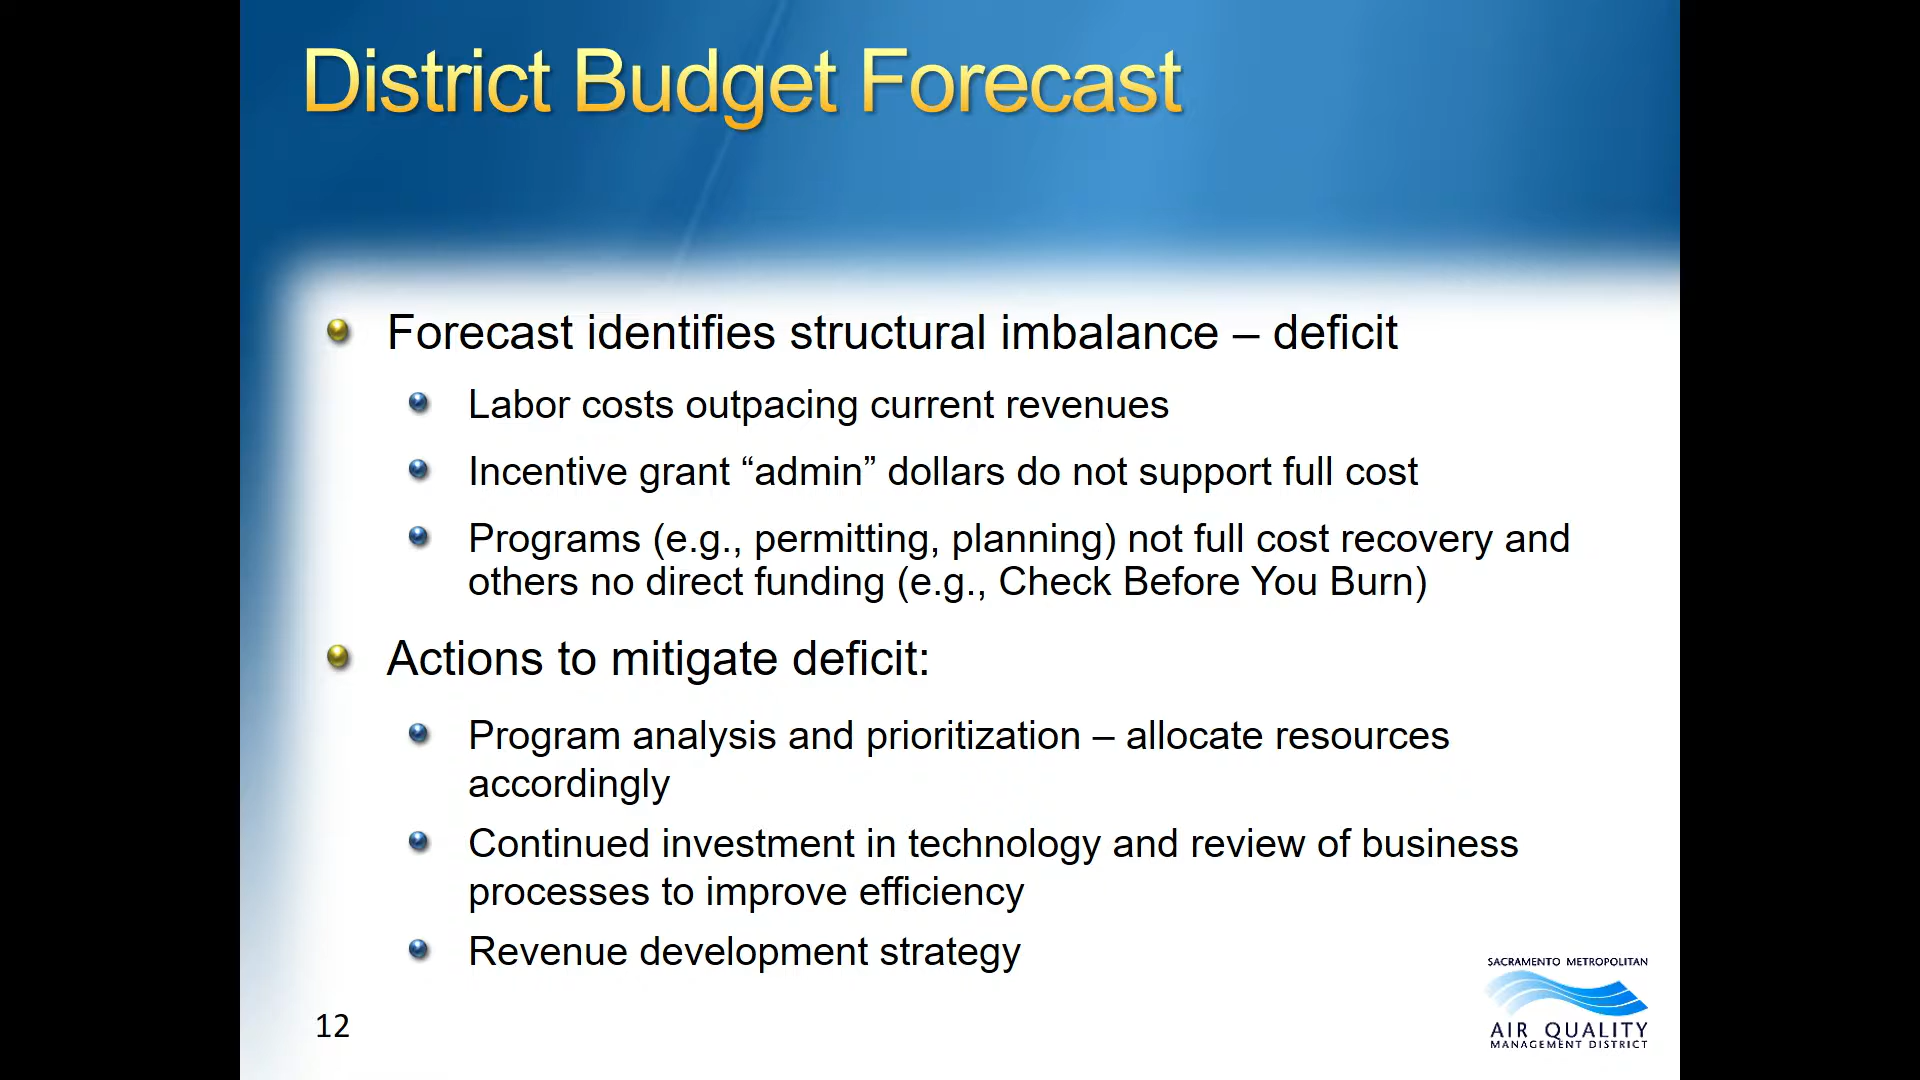 District Budget Forecast
Forecast identifies structural imbalance – deficit
Labor costs outpacing current revenues
Incentive grant “admin” dollars do not support full cost
Programs (e.g., permitting, planning) not full cost recovery and
others no direct funding (e.g., Check Before You Burn)
Actions to mitigate deficit:
Program analysis and prioritization – allocate resources
accordingly
Continued investment in technology and review of business
processes to improve efficiency
Revenue development strategy
12
SACRAMENTO METROPOLITAN
AIR QUALITY
MANAGEMENT DISTRICT